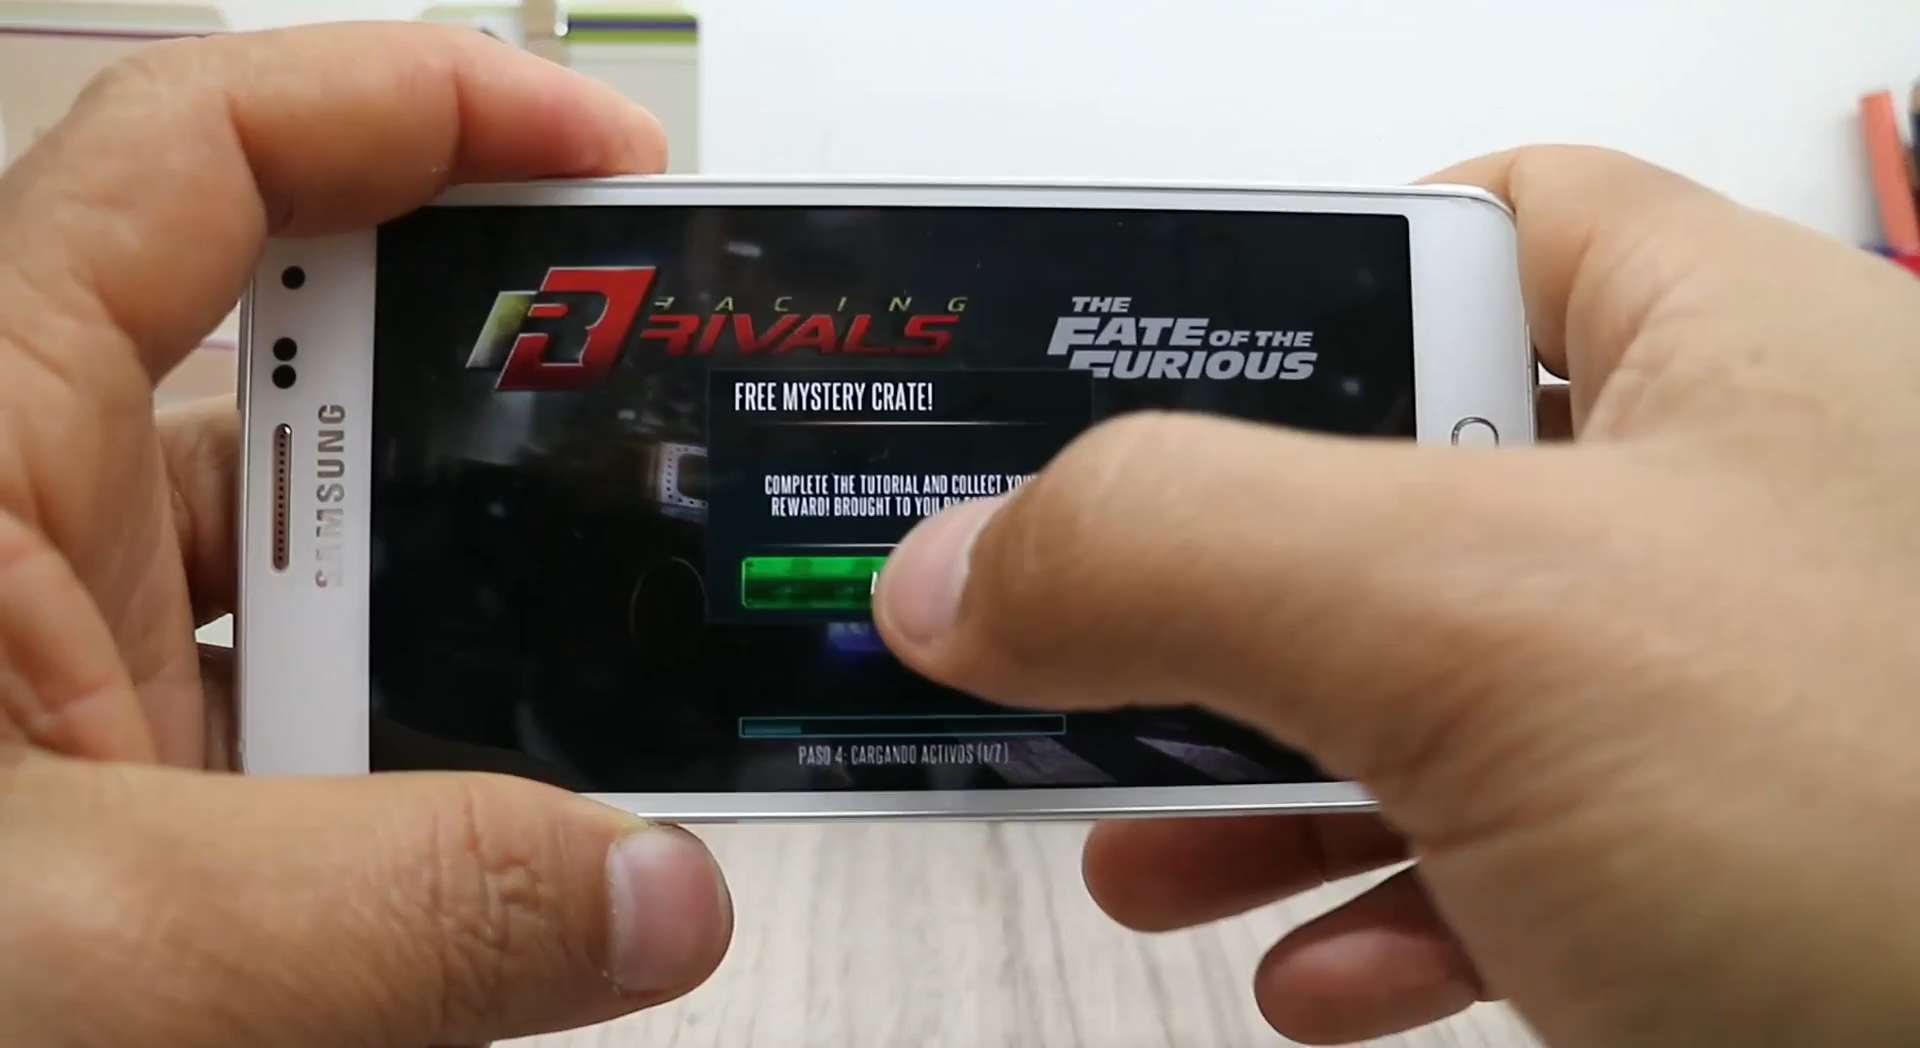 SAMSUNG
RACING
RIVALS
THE
FATE OF THE
FURIOUS
FREE MYSTERY CRATE!
COMPLETE THE TUTORIAL AND COLLECT
REWARD! BROUGHT TO YOU
PASO 4: CARGANDO ACTIVOS (1/7)